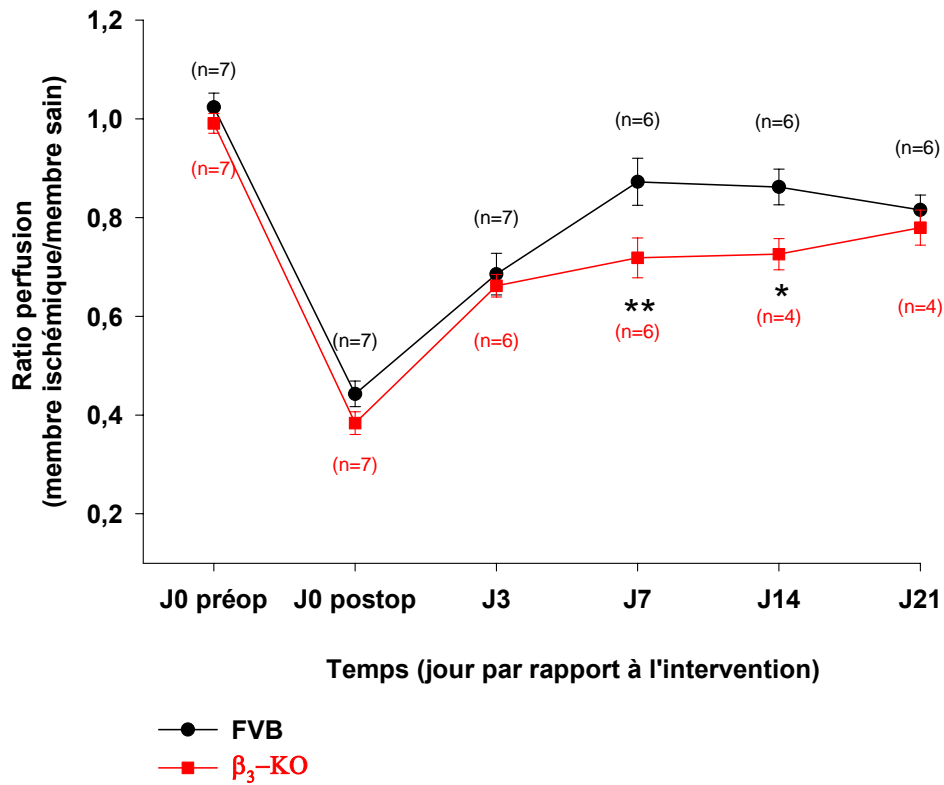 1,2
1,0
0,8
0,6
0,4
0,2
Ratio perfusion
(membre ischémique/membre sain)
(n=7)
(n=7)
(n=7)
(n=7)
(n=7)
(n=6)
(n=6)
**
(n=6)
(n=6)
*
(n=4)
(n=6)
(n=4)
J0 préop
J0 postop
J3
J7
J14
J21
Temps (jour par rapport à l'intervention)
FVB
β₃–KO